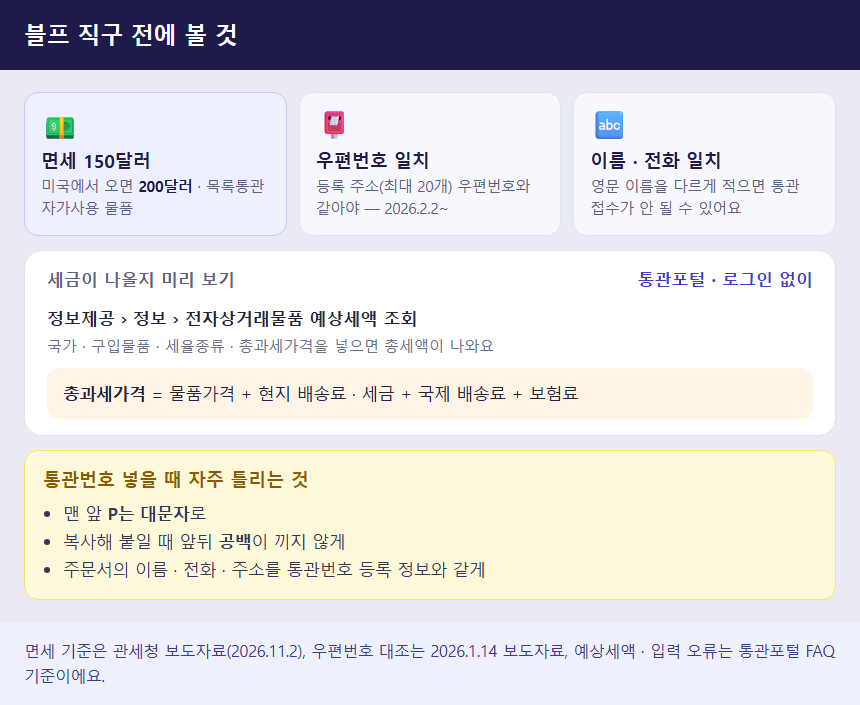 블프 직구 전에 볼 것
면세 150달러
미국에서 오면 200달러 · 목록통관
자가사용 물품
우편번호 일치
등록 주소(최대 20개) 우편번호와
같아야 — 2026.2.2~
abc
이름 · 전화 일치
영문 이름을 다르게 적으면 통관
접수가 안 될 수 있어요
세금이 나올지 미리 보기
통관포털 · 로그인 없이
정보제공 › 정보 › 전자상거래물품 예상세액 조회
국가 · 구입물품 · 세율종류 · 총과세가격을 넣으면 총세액이 나와요
총과세가격 = 물품가격 + 현지 배송료 · 세금 + 국제 배송료 + 보험료
통관번호 넣을 때 자주 틀리는 것
• 맨 앞 P는 대문자로
• 복사해 붙일 때 앞뒤 공백이 끼지 않게
• 주문서의 이름 · 전화 · 주소를 통관번호 등록 정보와 같게
면세 기준은 관세청 보도자료(2026.11.2), 우편번호 대조는 2026.1.14 보도자료, 예상세액 · 입력 오류는 통관포털 FAQ
기준이에요.